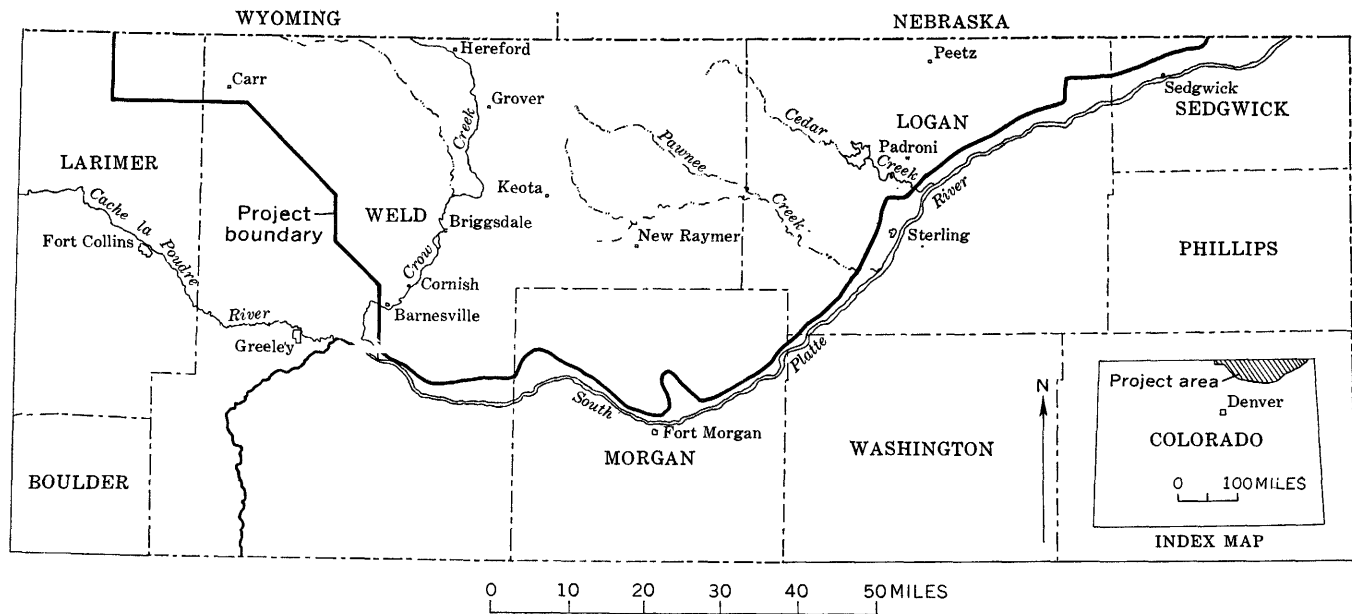 WYOMING
NEBRASKA
Hereford
Peetz
Carr
Grover
Sedgwick
SEDGWICK
Creek
Cedar
Creek
LOGAN
Padroni
Pawnee
Creek
LARIMER
Cache la Poudre
River
Fort Collins
Project
boundary
WELD
Keota
Briggsdale
New Raymer
River
Sterling
PHILLIPS
Crow
Cornish
Barnesville
Greeley
South
Platte
Fort Morgan
MORGAN
WASHINGTON
BOULDER
N
Project area
Denver
COLORADO
0 100 MILES
INDEX MAP
0 10 20 30 40 50 MILES